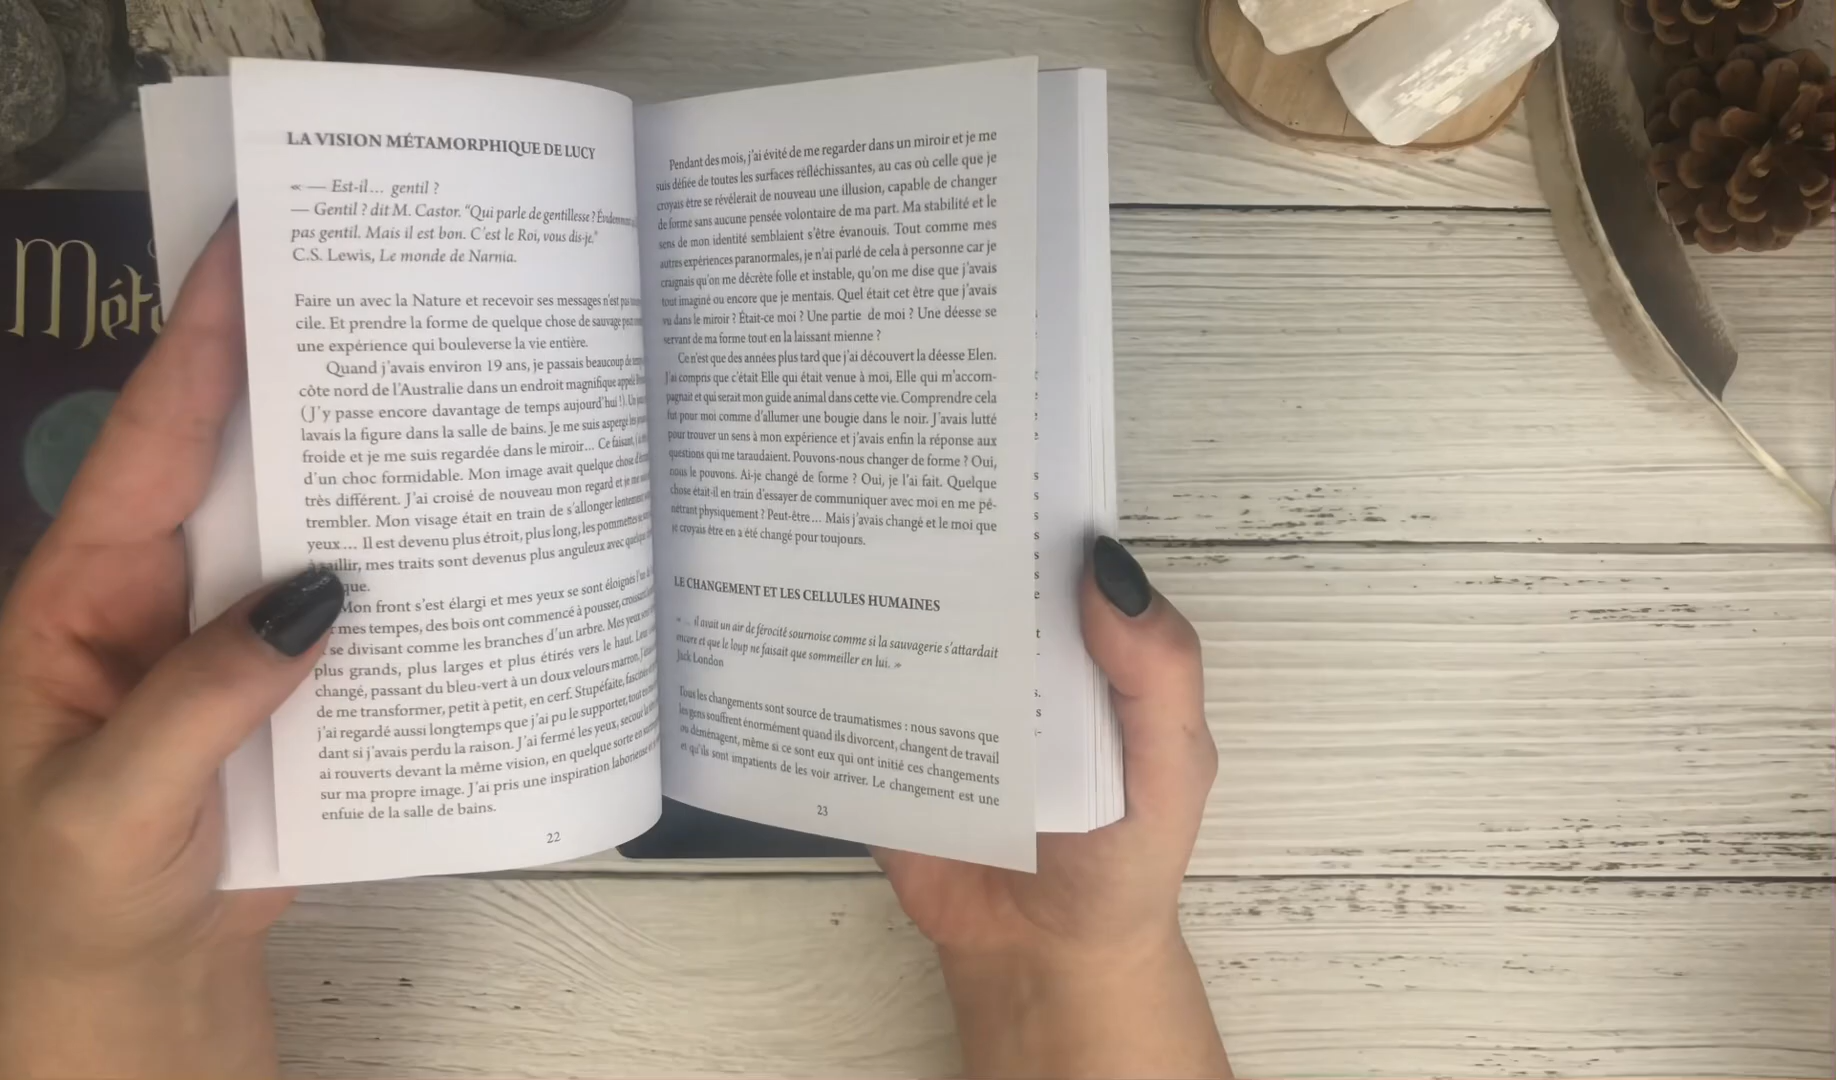 Mét
LA VISION MÉTAMORPHIQUE DE LUCY
« — Est-il… gentil ?
— Gentil ? dit M. Castor. “Qui parle de gentillesse ?
pas gentil. Mais il est bon. C'est le Roi, vous dis-je."
C.S. Lewis, Le monde de Narnia.
Faire un avec la Nature et recevoir ses messages n'est pas
cile. Et prendre la forme de quelque chose de sauvage peut
une expérience qui bouleverse la vie entière.
Quand j'avais environ 19 ans, je passais beaucoup de
côte nord de l'Australie dans un endroit magnifique appelé
(J'y passe encore davantage de temps aujourd'hui !). Un
lavais la figure dans la salle de bains. Je me suis aspergé
froide et je me suis regardée dans le miroir… Ce faisant,
d'un choc formidable. Mon image avait quelque chose
très différent. J'ai croisé de nouveau mon regard et je me
trembler. Mon visage était en train de s'allonger lentement
yeux… Il est devenu plus étroit, plus long, les pommettes
à saillir, mes traits sont devenus plus anguleux avec quelque
que.
Mon front s'est élargi et mes yeux se sont éloignés l'un
mes tempes, des bois ont commencé à pousser,
se divisant comme les branches d'un arbre. Mes yeux
plus grands, plus larges et plus étirés vers le haut. Leur
changé, passant du bleu-vert à un doux velours marron.
de me transformer, petit à petit, en cerf. Stupéfaite,
j'ai regardé aussi longtemps que j'ai pu le supporter,
dant si j'avais perdu la raison. J'ai fermé les yeux, secoué
ai rouverts devant la même vision, en quelque sorte en
sur ma propre image. J'ai pris une inspiration laborieuse
enfuie de la salle de bains.
22
Pendant des mois, j'ai évité de me regarder dans un miroir et je me
suis défiée de toutes les surfaces réfléchissantes, au cas où celle que je
croyais être se révélerait de nouveau une illusion, capable de changer
de forme sans aucune pensée volontaire de ma part. Ma stabilité et le
sens de mon identité semblaient s'être évanouis. Tout comme mes
autres expériences paranormales, je n'ai parlé de cela à personne car je
craignais qu'on me décrète folle et instable, qu'on me dise que j'avais
tout imaginé ou encore que je mentais. Quel était cet être que j'avais
vu dans le miroir ? Était-ce moi ? Une partie de moi ? Une déesse se
servant de ma forme tout en la laissant mienne ?
Ce n'est que des années plus tard que j'ai découvert la déesse Elen.
J'ai compris que c'était Elle qui était venue à moi, Elle qui m'accom-
pagnait et qui serait mon guide animal dans cette vie. Comprendre cela
fut pour moi comme d'allumer une bougie dans le noir. J'avais lutté
pour trouver un sens à mon expérience et j'avais enfin la réponse aux
questions qui me taraudaient. Pouvons-nous changer de forme ? Oui,
nous le pouvons. Ai-je changé de forme ? Oui, je l'ai fait. Quelque
chose était-il en train d'essayer de communiquer avec moi en me pé-
nétrant physiquement ? Peut-être… Mais j'avais changé et le moi que
je croyais être en a été changé pour toujours.
LE CHANGEMENT ET LES CELLULES HUMAINES
« … il avait un air de férocité sournoise comme si la sauvagerie s'attardait
encore et que le loup ne faisait que sommeiller en lui. »
Jack London
Tous les changements sont source de traumatismes : nous savons que
les gens souffrent énormément quand ils divorcent, changent de travail
ou déménagent, même si ce sont eux qui ont initié ces changements
et qu'ils sont impatients de les voir arriver. Le changement est une
23